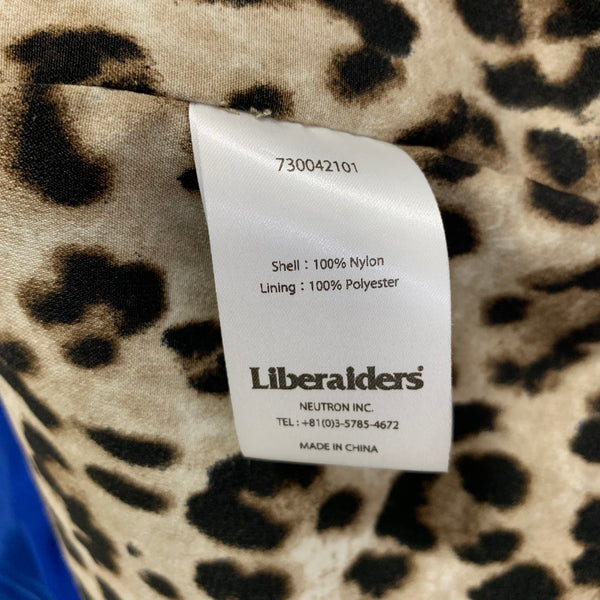 730042101
Shell : 100% Nylon
Lining : 100% Polyester
Liberaiders
NEUTRON INC.
TEL : +81(0)3-5785-4672
MADE IN CHINA